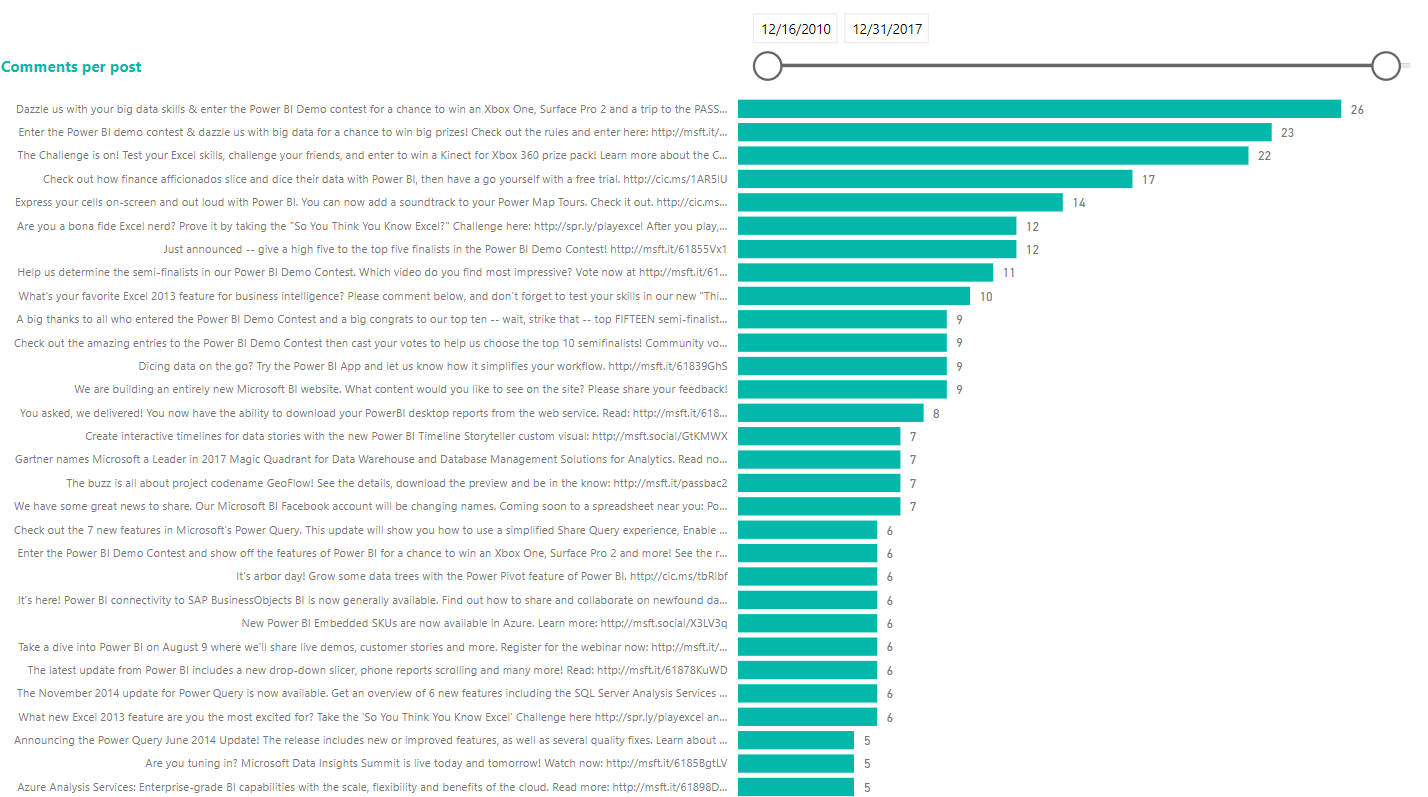 12/16/2010 12/31/2017
Comments per post
Dazzle us with your big data skills & enter the Power BI Demo contest for a chance to win an Xbox One, Surface Pro 2 and a trip to the PASS... 26
Enter the Power BI demo contest & dazzle us with big data for a chance to win big prizes! Check out the rules and enter here: http://msft.it/... 23
The Challenge is on! Test your Excel skills, challenge your friends, and enter to win a Kinect for Xbox 360 prize pack! Learn more about the C... 22
Check out how finance afficionados slice and dice their data with Power BI, then have a go yourself with a free trial. http://cic.ms/1AR5IU 17
Express your cells on-screen and out loud with Power BI. You can now add a soundtrack to your Power Map Tours. Check it out. http://cic.ms... 14
Are you a bona fide Excel nerd? Prove it by taking the "So You Think You Know Excel?" Challenge here: http://spr.ly/playexcel After you play,... 12
Just announced -- give a high five to the top five finalists in the Power BI Demo Contest! http://msft.it/61855Vx1 12
Help us determine the semi-finalists in our Power BI Demo Contest. Which video do you find most impressive? Vote now at http://msft.it/61... 11
What's your favorite Excel 2013 feature for business intelligence? Please comment below, and don't forget to test your skills in our new "Thi... 10
A big thanks to all who entered the Power BI Demo Contest and a big congrats to our top ten -- wait, strike that -- top FIFTEEN semi-finalist... 9
Check out the amazing entries to the Power BI Demo Contest then cast your votes to help us choose the top 10 semifinalists! Community vo... 9
Dicing data on the go? Try the Power BI App and let us know how it simplifies your workflow. http://msft.it/61839GhS 9
We are building an entirely new Microsoft BI website. What content would you like to see on the site? Please share your feedback! 9
You asked, we delivered! You now have the ability to download your PowerBI desktop reports from the web service. Read: http://msft.it/618... 8
Create interactive timelines for data stories with the new Power BI Timeline Storyteller custom visual: http://msft.social/GtKMWX 7
Gartner names Microsoft a Leader in 2017 Magic Quadrant for Data Warehouse and Database Management Solutions for Analytics. Read no... 7
The buzz is all about project codename GeoFlow! See the details, download the preview and be in the know: http://msft.it/passbac2 7
We have some great news to share. Our Microsoft BI Facebook account will be changing names. Coming soon to a spreadsheet near you: Po... 7
Check out the 7 new features in Microsoft's Power Query. This update will show you how to use a simplified Share Query experience, Enable ... 6
Enter the Power BI Demo Contest and show off the features of Power BI for a chance to win an Xbox One, Surface Pro 2 and more! See the r... 6
It's arbor day! Grow some data trees with the Power Pivot feature of Power BI. http://cic.ms/tbRlbf 6
It's here! Power BI connectivity to SAP BusinessObjects BI is now generally available. Find out how to share and collaborate on newfound da... 6
New Power BI Embedded SKUs are now available in Azure. Learn more: http://msft.social/X3LV3q 6
Take a dive into Power BI on August 9 where we'll share live demos, customer stories and more. Register for the webinar now: http://msft.it/... 6
The latest update from Power BI includes a new drop-down slicer, phone reports scrolling and many more! Read: http://msft.it/61878KuWD 6
The November 2014 update for Power Query is now available. Get an overview of 6 new features including the SQL Server Analysis Services ... 6
What new Excel 2013 feature are you the most excited for? Take the 'So You Think You Know Excel' Challenge here http://spr.ly/playexcel an... 6
Announcing the Power Query June 2014 Update! The release includes new or improved features, as well as several quality fixes. Learn about ... 5
Are you tuning in? Microsoft Data Insights Summit is live today and tomorrow! Watch now: http://msft.it/6185BgtLV 5
Azure Analysis Services: Enterprise-grade BI capabilities with the scale, flexibility and benefits of the cloud. Read more: http://msft.it/61898D... 5